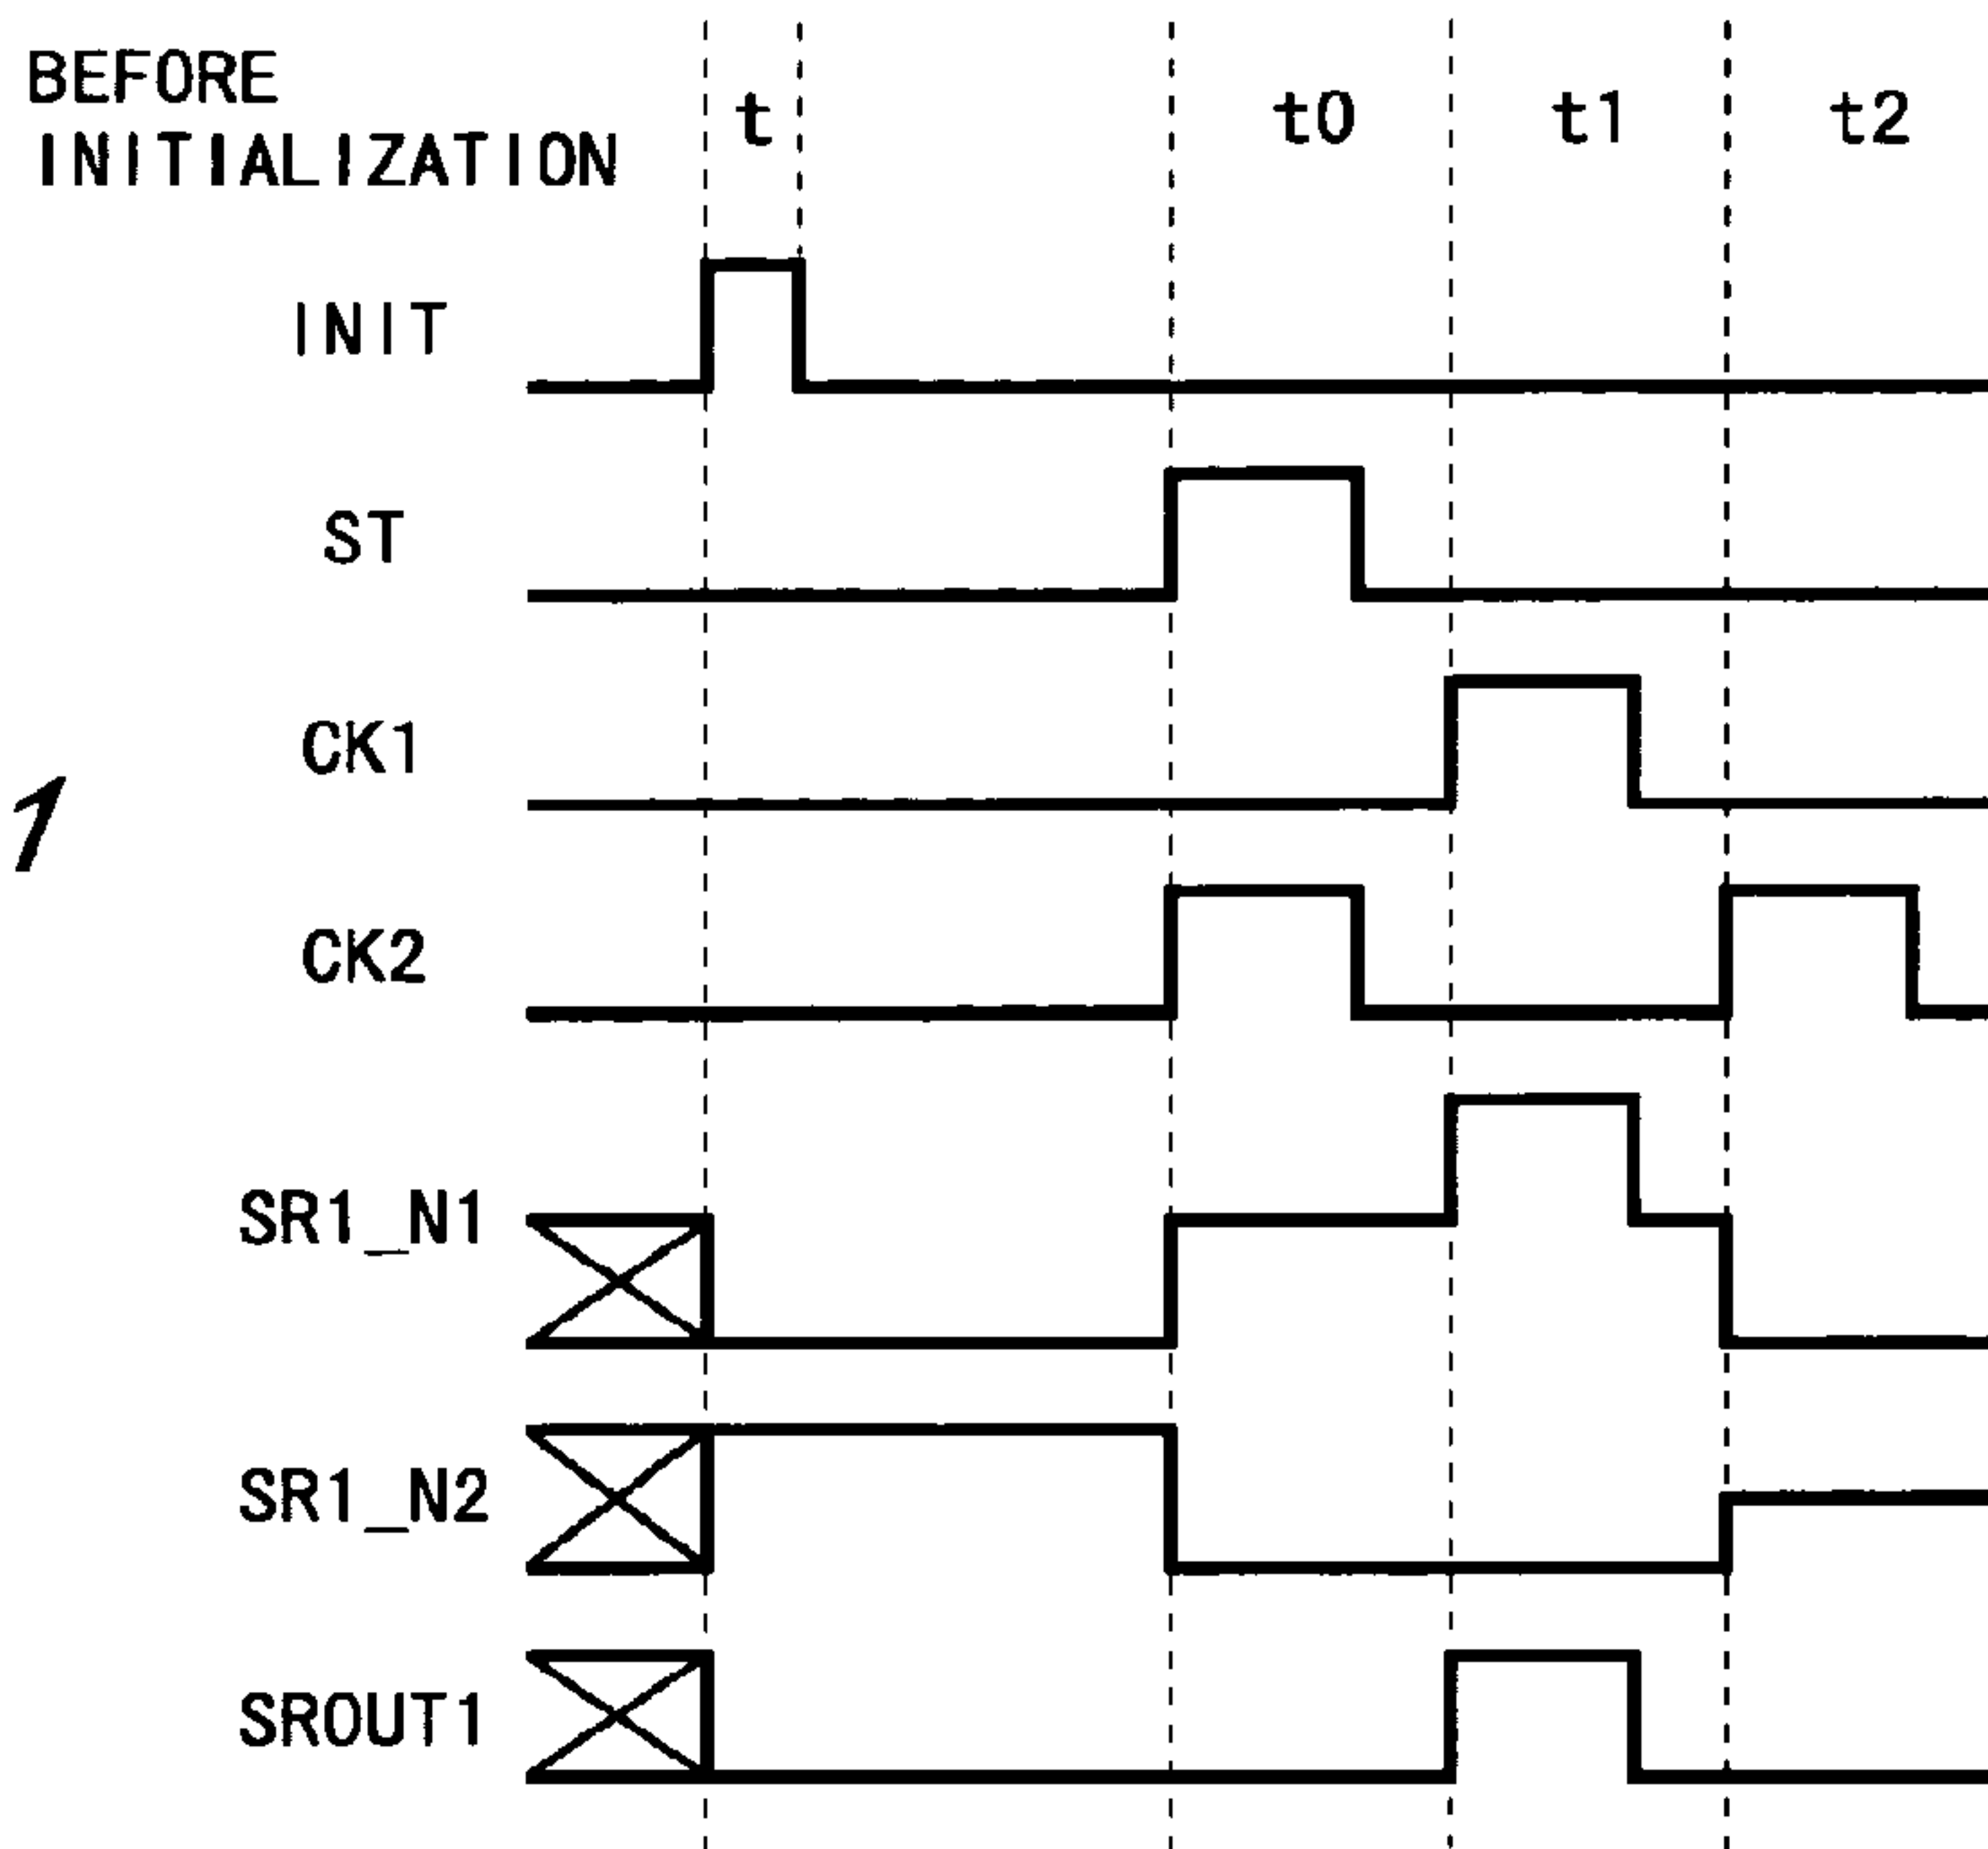 BEFORE
INITIALIZATION
t t0 t1 t2
INIT
ST
CK1
1
CK2
SR1_N1
SR1_N2
SROUT1